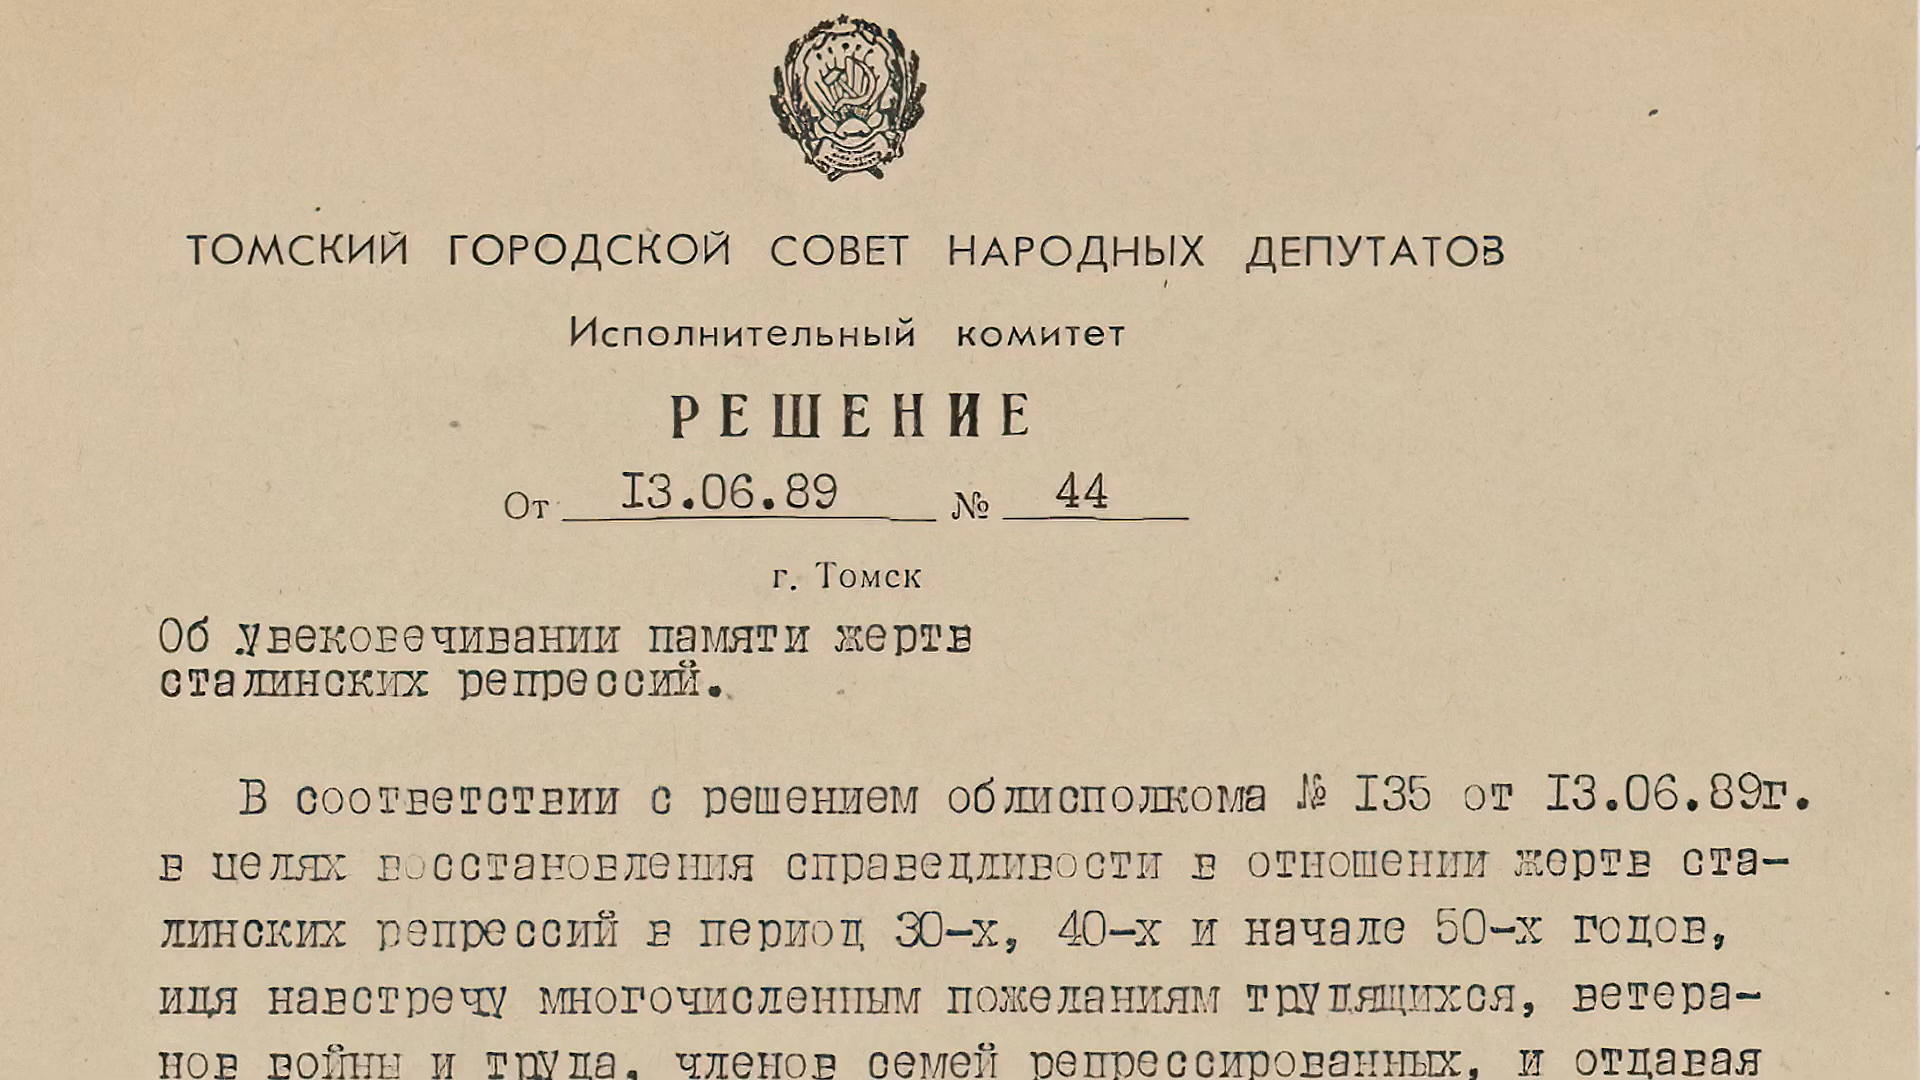 ТОМСКИЙ ГОРОДСКОЙ СОВЕТ НАРОДНЫХ ДЕПУТАТОВ
Исполнительный комитет
РЕШЕНИЕ
От 13.06.89 № 44
г. Томск
Об увековечивании памяти жертв
сталинских репрессий.
В соответствии с решением облисполкома № 135 от 13.06.89г.
в целях восстановления справедливости в отношении жертв ста-
линских репрессий в период 30-х, 40-х и начале 50-х годов,
идя навстречу многочисленным пожеланиям трудящихся, ветера-
нов войны и труда, членов семей репрессированных, и отдавая